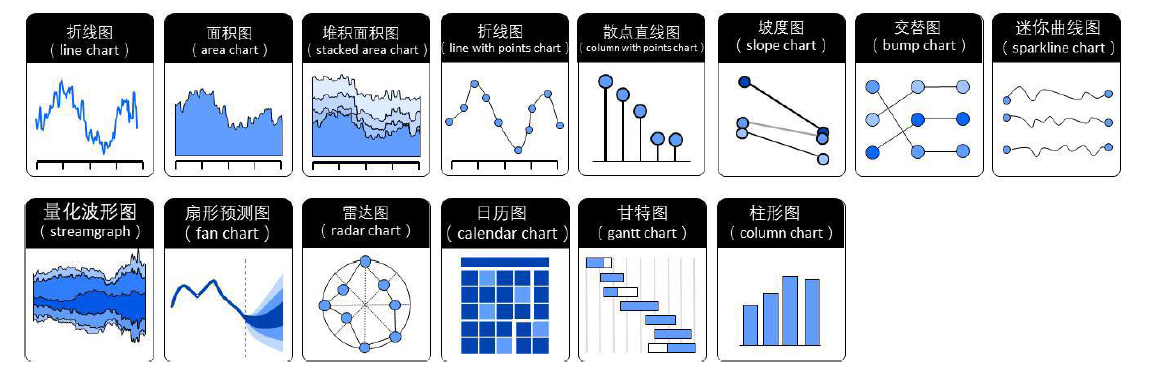 折线图
( line chart )
面积图
( area chart )
堆积面积图
( stacked area chart )
折线图
( line with points chart )
散点直线图
( column with points chart )
坡度图
( slope chart )
交替图
( bump chart )
迷你曲线图
( sparkline chart )
量化波形图
( streamgraph )
扇形预测图
( fan chart )
雷达图
( radar chart )
日历图
( calendar chart )
甘特图
( gantt chart )
柱形图
( column chart )